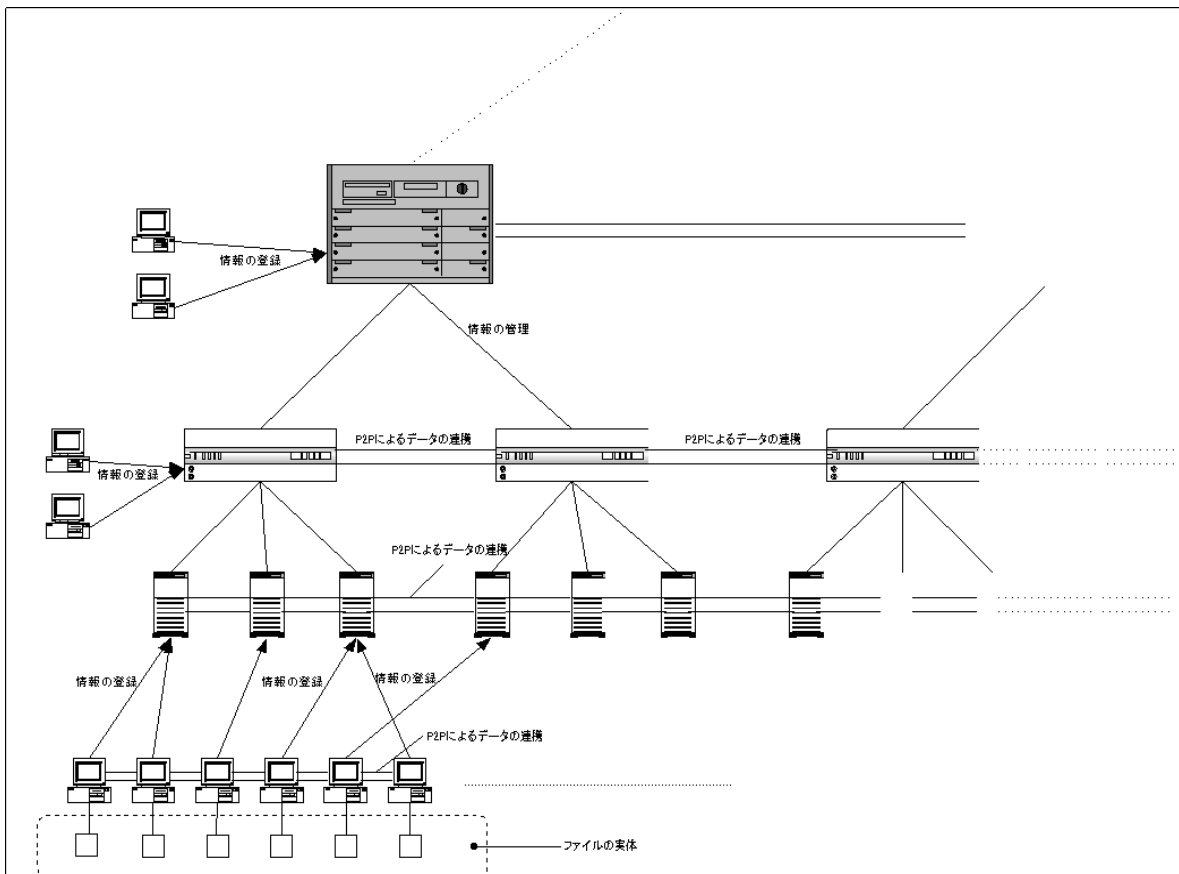 情報の登録
情報の管理
P2Pによるデータの連携
P2Pによるデータの連携
情報の登録
P2Pによるデータの連携
情報の登録
情報の登録
情報の登録
P2Pによるデータの連携
ファイルの実体